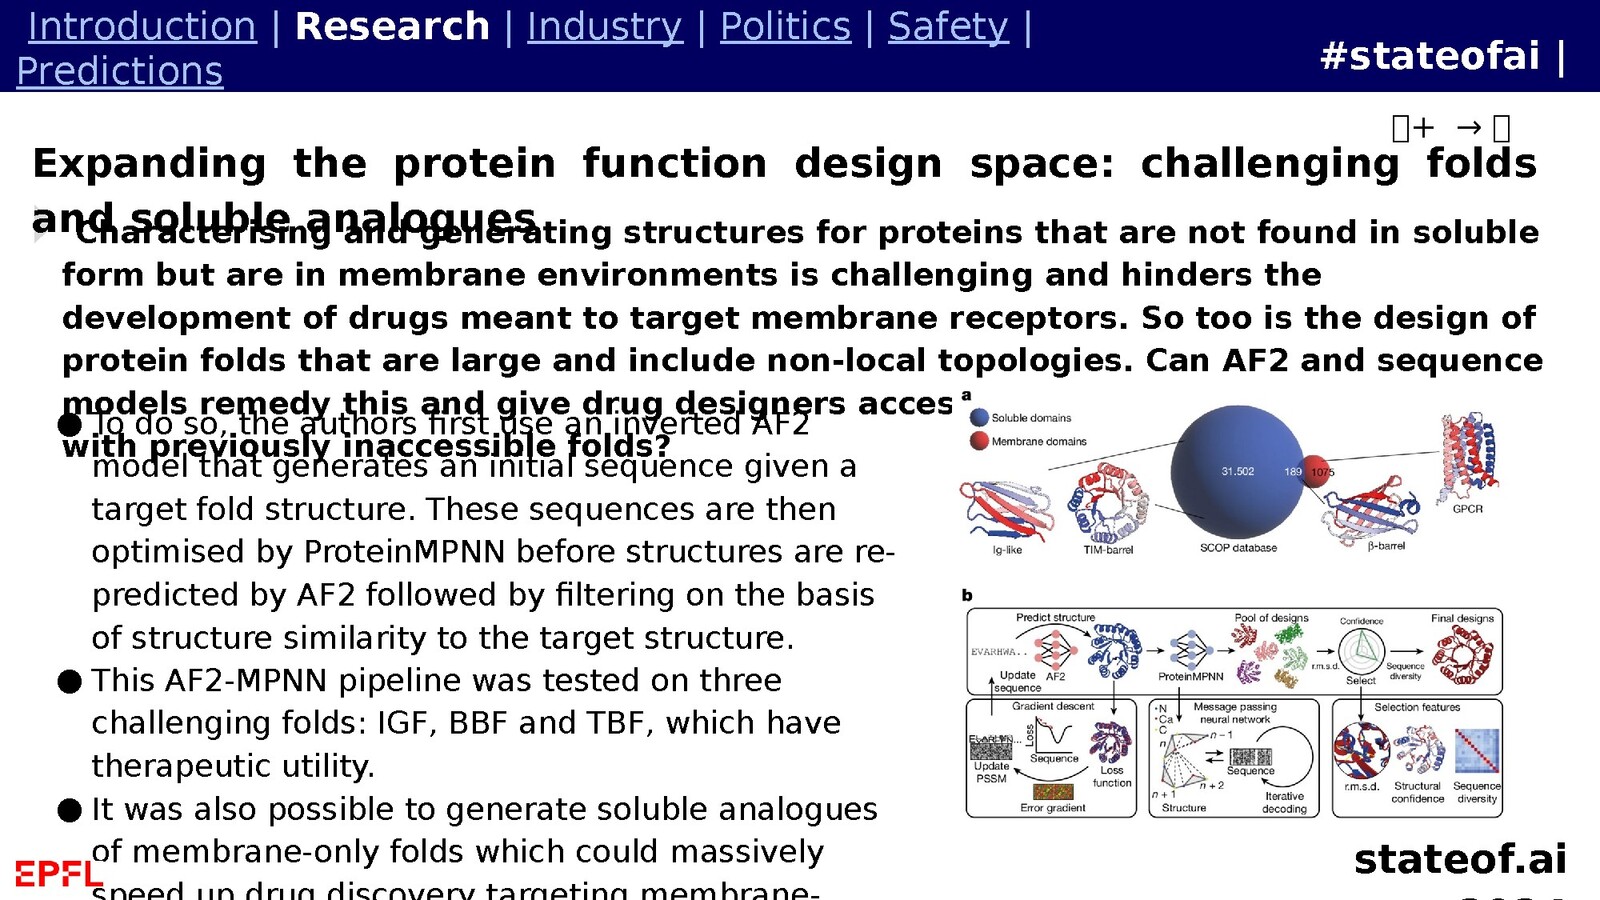 Introduction | Research | Industry | Politics | Safety |
Predictions
#stateofai |
+ →
Expanding the protein function design space: challenging folds
and soluble analogues
Characterising and generating structures for proteins that are not found in soluble
form but are in membrane environments is challenging and hinders the
development of drugs meant to target membrane receptors. So too is the design of
protein folds that are large and include non-local topologies. Can AF2 and sequence
models remedy this and give drug designers acces
with previously inaccessible folds?
● To do so, the authors first use an inverted AF2
model that generates an initial sequence given a
target fold structure. These sequences are then
optimised by ProteinMPNN before structures are re-
predicted by AF2 followed by filtering on the basis
of structure similarity to the target structure.
● This AF2-MPNN pipeline was tested on three
challenging folds: IGF, BBF and TBF, which have
therapeutic utility.
● It was also possible to generate soluble analogues
of membrane-only folds which could massively
speed up drug discovery targeting membrane-
a
Soluble domains
Membrane domains
31.502
189
1075
Ig-like
TIM-barrel
SCOP database
β-barrel
GPCR
b
Predict structure
Pool of designs
Confidence
Final designs
EVARHWA..
Update
sequence
AF2
ProteinMPNN
r.m.s.d.
Select
Sequence
diversity
Gradient descent
Loss
Sequence
Update
PSSM
Loss
function
Error gradient
•N
•Ca
•C
Message passing
neural network
n
n − 1
n + 2
n + 1
Structure
Sequence
Iterative
decoding
Selection features
r.m.s.d.
Structural
confidence
Sequence
diversity
EPFL
stateof.ai